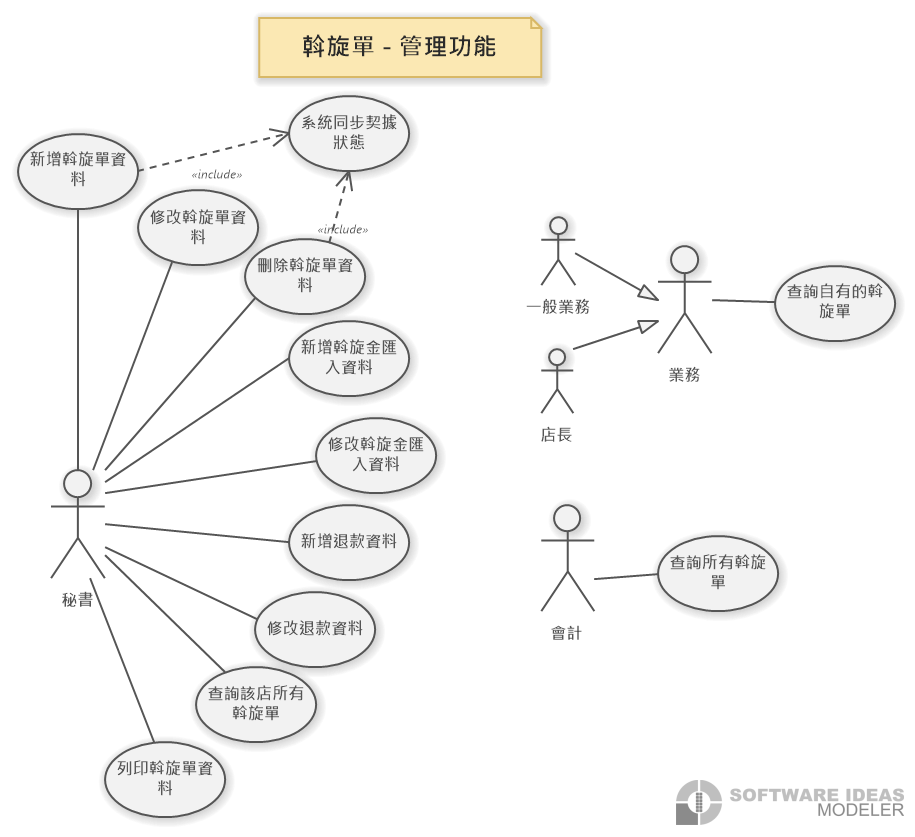 斡旋單 - 管理功能
系統同步契據
狀態
新增斡旋單資
料
«include»
修改斡旋單資
料
«include»
刪除斡旋單資
料
新增斡旋金匯
入資料
修改斡旋金匯
入資料
新增退款資料
修改退款資料
查詢該店所有
斡旋單
列印斡旋單資
料
秘書
一般業務
店長
業務
查詢自有的斡
旋單
會計
查詢所有斡旋
單
SOFTWARE IDEAS
MODELER